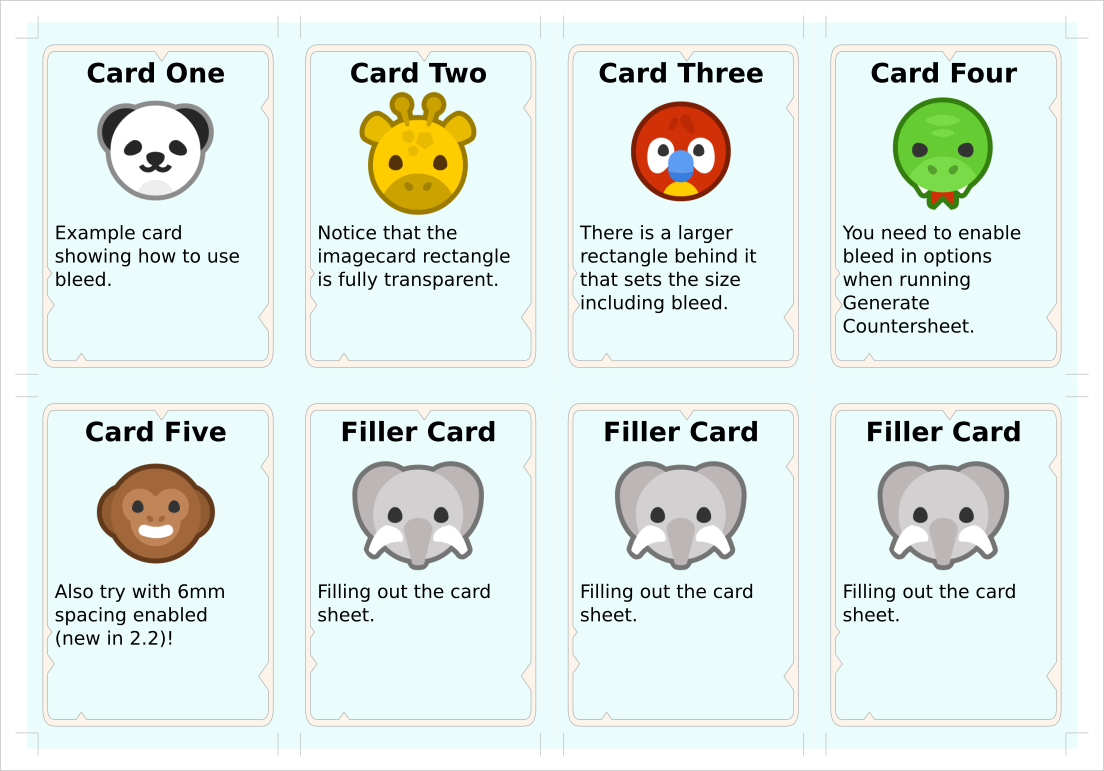 Card One
Example card
showing how to use
bleed.
Card Two
Notice that the
imagecard rectangle
is fully transparent.
Card Three
There is a larger
rectangle behind it
that sets the size
including bleed.
Card Four
You need to enable
bleed in options
when running
Generate
Countersheet.
Card Five
Also try with 6mm
spacing enabled
(new in 2.2)!
Filler Card
Filling out the card
sheet.
Filler Card
Filling out the card
sheet.
Filler Card
Filling out the card
sheet.